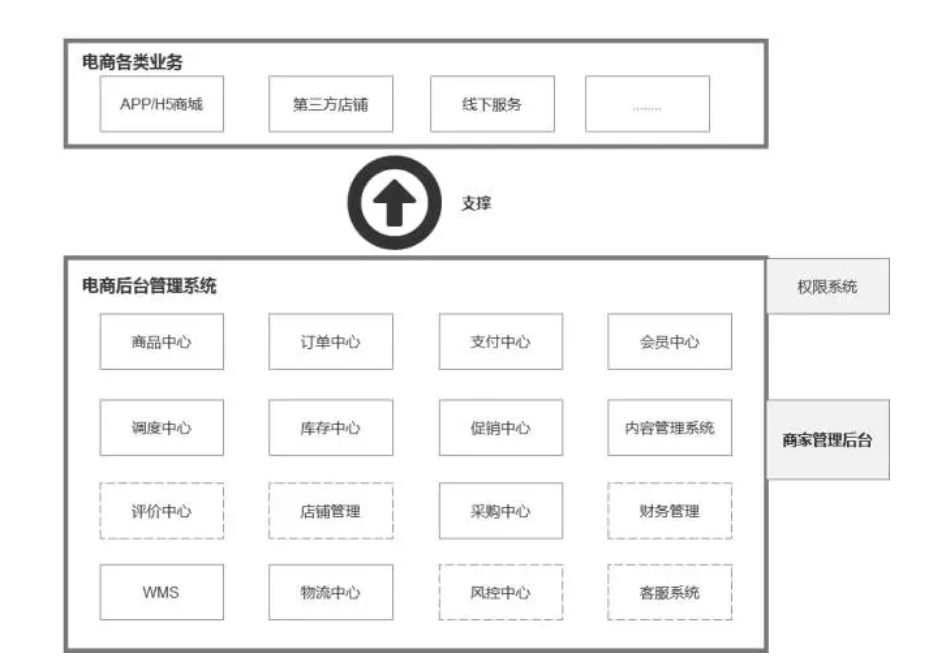 电商各类业务
APP/H5商城 第三方店铺 线下服务 ........
支撑
电商后台管理系统
权限系统
商品中心 订单中心 支付中心 会员中心
调度中心 库存中心 促销中心 内容管理系统
商家管理后台
评价中心 店铺管理 采购中心 财务管理
WMS 物流中心 风控中心 客服系统